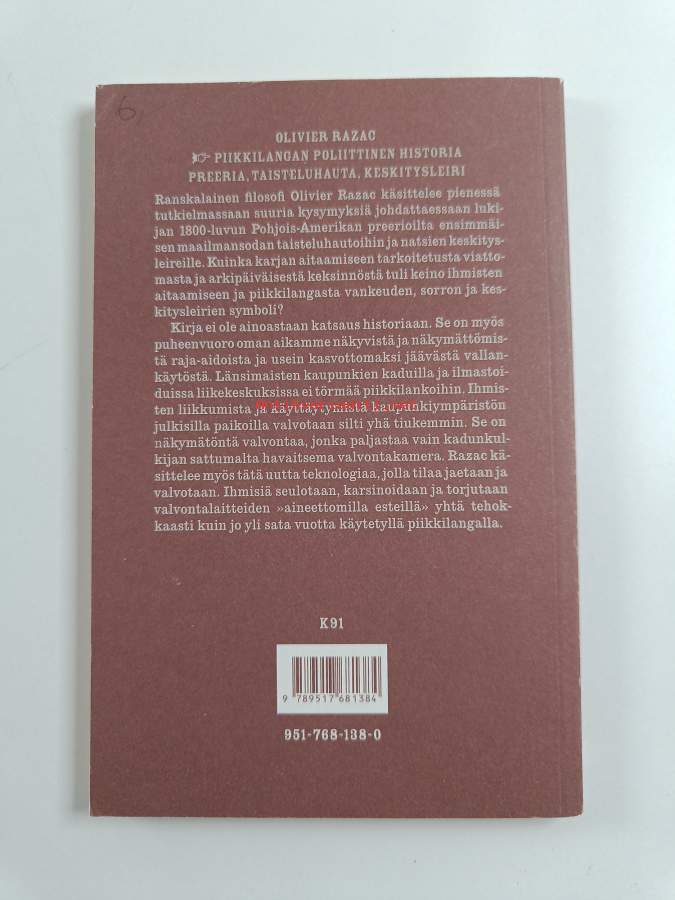 6
OLIVIER RAZAC
☞ PIIKKILANGAN POLIITTINEN HISTORIA
PREERIA, TAISTELUHAUTA, KESKITYSLEIRI
Ranskalainen filosofi Olivier Razac käsittelee pienessä
tutkielmassaan suuria kysymyksiä johdattaessaan luki-
jan 1800-luvun Pohjois-Amerikan preerioilta ensimmäi-
sen maailmansodan taisteluhautoihin ja natsien keskitys-
leireille. Kuinka karjan aitaamiseen tarkoitetusta viatto-
masta ja arkipäiväisestä keksinnöstä tuli keino ihmisten
aitaamiseen ja piikkilangasta vankeuden, sorron ja kes-
kitysleirien symboli?
Kirja ei ole ainoastaan katsaus historiaan. Se on myös
puheenvuoro oman aikamme näkyvistä ja näkymättömis-
tä raja-aidoista ja usein kasvottomaksi jäävästä vallan-
käytöstä. Länsimaisten kaupunkien kaduilla ja ilmastoi-
duissa liikekeskuksissa ei törmää piikkilankoihin. Ihmis-
ten liikkumista ja käyttäytymistä kaupunkiympäristön
julkisilla paikoilla valvotaan silti yhä tiukemmin. Se on
näkymätöntä valvontaa, jonka paljastaa vain kadunkul-
kijan sattumalta havaitsema valvontakamera. Razac kä-
sittelee myös tätä uutta teknologiaa, jolla tilaa jaetaan ja
valvotaan. Ihmisiä seulotaan, karsinoidaan ja torjutaan
valvontalaitteiden »aineettomilla esteillä» yhtä tehok-
kaasti kuin jo yli sata vuotta käytetyllä piikkilangalla.
K91
9 789517 681384
951-768-138-0